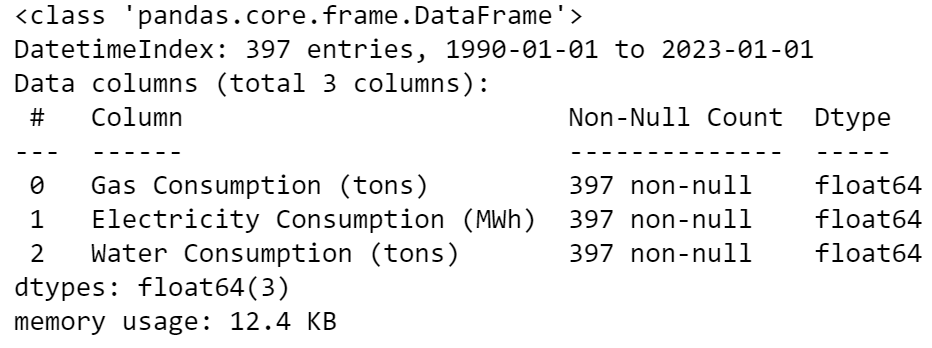 <class 'pandas.core.frame.DataFrame'>
DatetimeIndex: 397 entries, 1990-01-01 to 2023-01-01
Data columns (total 3 columns):
 #   Column                         Non-Null Count  Dtype
---  ------                         --------------  -----
 0   Gas Consumption (tons)         397 non-null    float64
 1   Electricity Consumption (MWh)  397 non-null    float64
 2   Water Consumption (tons)       397 non-null    float64
dtypes: float64(3)
memory usage: 12.4 KB